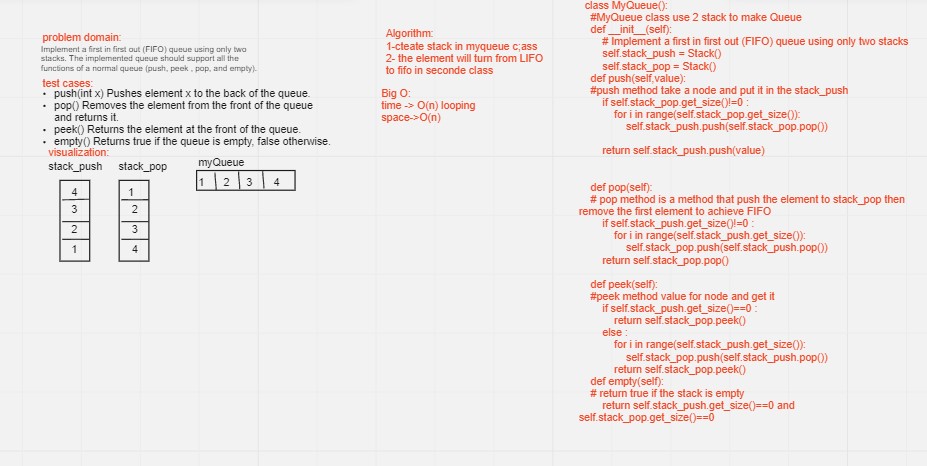 problem domain:
Implement a first in first out (FIFO) queue using only two
stacks. The implemented queue should support all the
functions of a normal queue (push, peek , pop, and empty).
test cases:
• push(int x) Pushes element x to the back of the queue.
• pop() Removes the element from the front of the queue
and returns it.
• peek() Returns the element at the front of the queue.
• empty() Returns true if the queue is empty, false otherwise.
visualization:
stack_push stack_pop myQueue
4
3
2
1
1
2
3
4
1 2 3 4
Algorithm:
1-cteate stack in myqueue c;ass
2- the element will turn from LIFO
to fifo in seconde class
Big O:
time -> O(n) looping
space->O(n)
class MyQueue():
#MyQueue class use 2 stack to make Queue
def __init__(self):
# Implement a first in first out (FIFO) queue using only two stacks
self.stack_push = Stack()
self.stack_pop = Stack()
def push(self,value):
#push method take a node and put it in the stack_push
if self.stack_pop.get_size()!=0 :
for i in range(self.stack_pop.get_size()):
self.stack_push.push(self.stack_pop.pop())
return self.stack_push.push(value)
def pop(self):
# pop method is a method that push the element to stack_pop then
remove the first element to achieve FIFO
if self.stack_push.get_size()!=0 :
for i in range(self.stack_push.get_size()):
self.stack_pop.push(self.stack_push.pop())
return self.stack_pop.pop()
def peek(self):
#peek method value for node and get it
if self.stack_push.get_size()==0 :
return self.stack_pop.peek()
else :
for i in range(self.stack_push.get_size()):
self.stack_pop.push(self.stack_push.pop())
return self.stack_pop.peek()
def empty(self):
# return true if the stack is empty
return self.stack_push.get_size()==0 and
self.stack_pop.get_size()==0